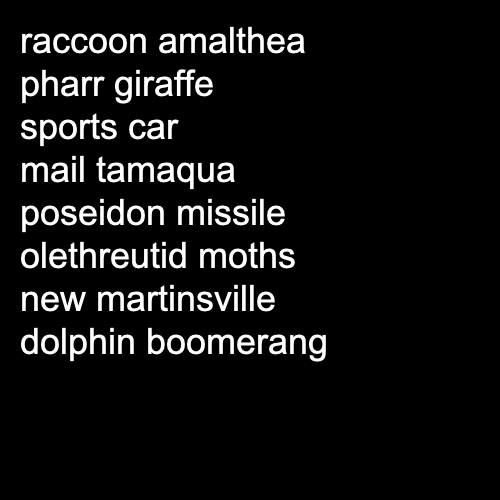 raccoon amalthea
pharr giraffe
sports car
mail tamaqua
poseidon missile
olethreutid moths
new martinsville
dolphin boomerang